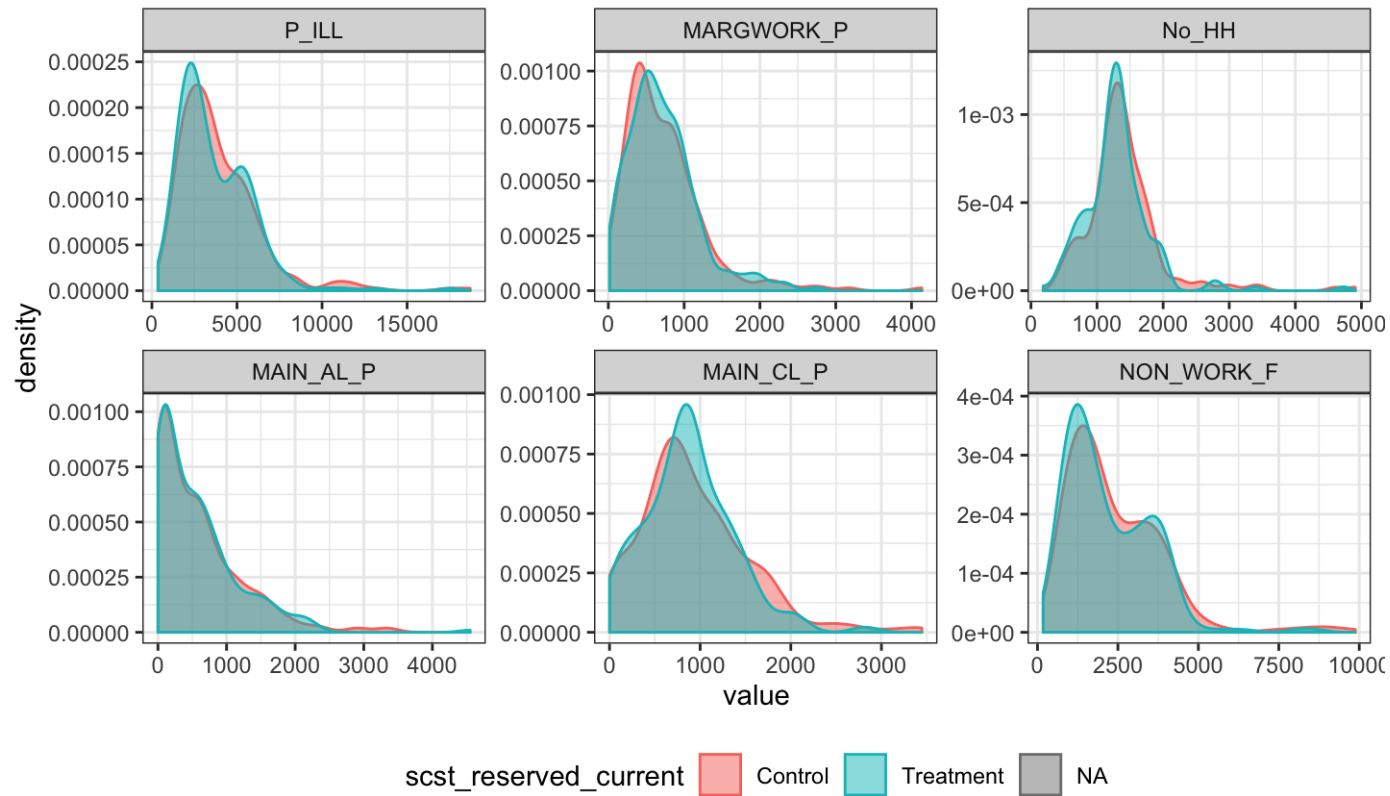 P_ILL
MARGWORK_P
No_HH
0.00025
0.00020
0.00015
0.00010
0.00005
0.00000
0 5000 10000 15000
0.00100
0.00075
0.00050
0.00025
0.00000
0 1000 2000 3000 4000
1e-03
5e-04
0e+00
0 1000 2000 3000 4000 5000
density
MAIN_AL_P
MAIN_CL_P
NON_WORK_F
0.00100
0.00075
0.00050
0.00025
0.00000
0 1000 2000 3000 4000
0.00100
0.00075
0.00050
0.00025
0.00000
0 1000 2000 3000
4e-04
3e-04
2e-04
1e-04
0e+00
0 2500 5000 7500 10000
value
scst_reserved_current Control Treatment NA